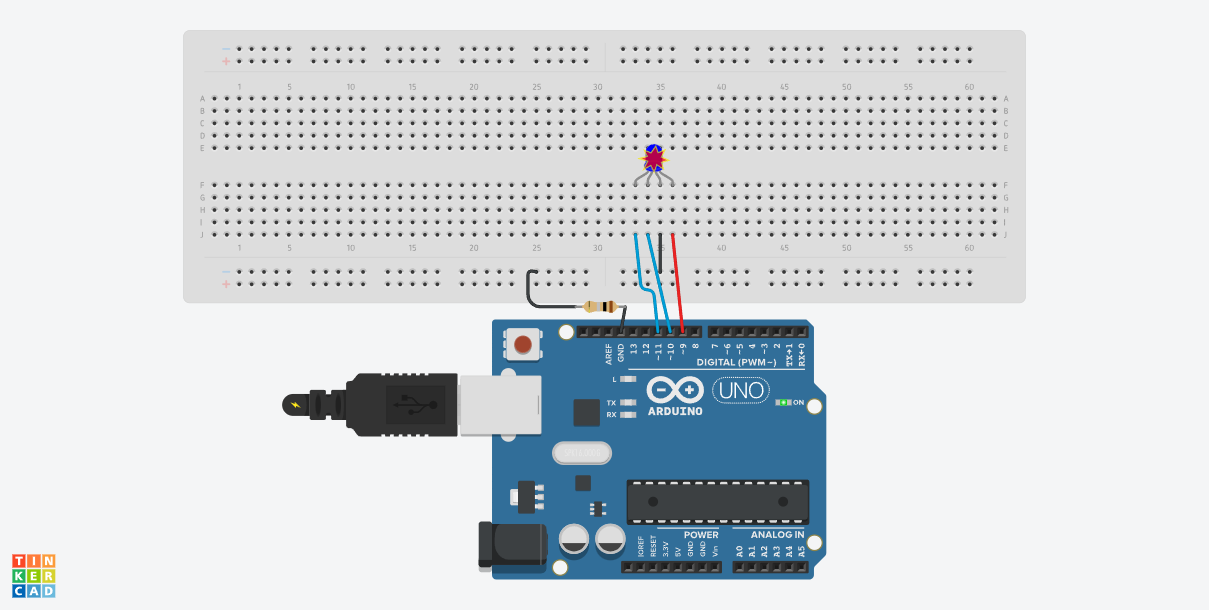 − −
+ +
1 5 10 15 20 25 30 35 40 45 50 55 60
A A
B B
C C
D D
E E
F F
G G
H H
I I
J J
1 5 10 15 20 25 30 35 40 45 50 55 60
−
+
AREF GND 13 12 ~11 ~10 ~9 8 7 ~6 ~5 4 ~3 2 TX→1 RX←0
DIGITAL (PWM~)
L
TX
RX
UNO
ARDUINO
ON
IOREF RESET 3.3V 5V GND GND Vin A0 A1 A2 A3 A4 A5
POWER
ANALOG IN
TIN
KER
CAD